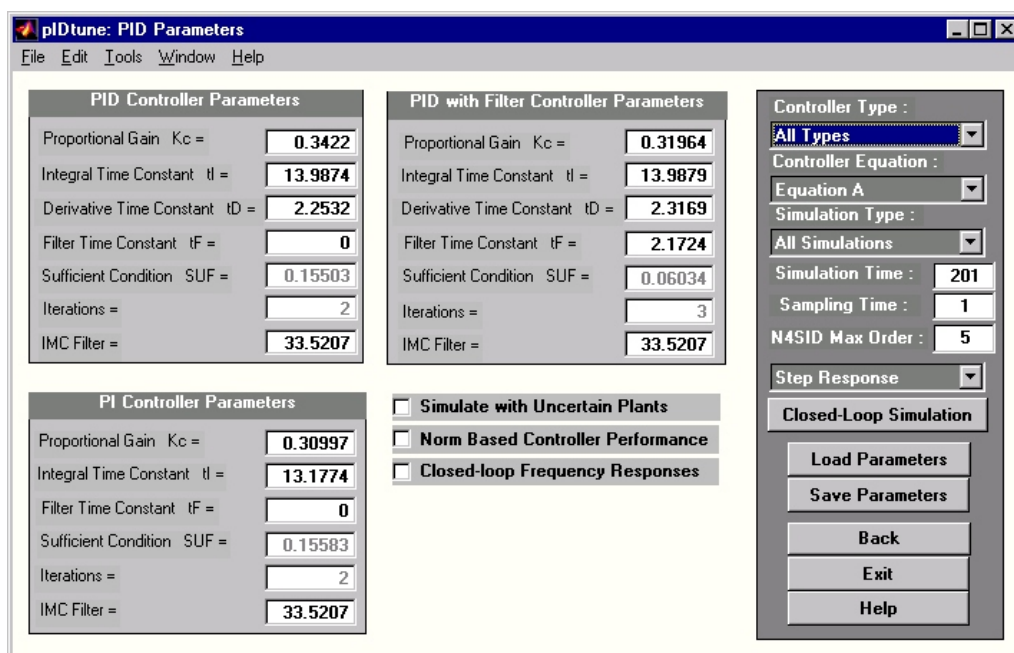 pIDtune: PID Parameters
File Edit Tools Window Help
PID Controller Parameters
Proportional Gain Kc = 0.3422
Integral Time Constant tI = 13.9874
Derivative Time Constant tD = 2.2532
Filter Time Constant tF = 0
Sufficient Condition SUF = 0.15503
Iterations = 2
IMC Filter = 33.5207
PID with Filter Controller Parameters
Proportional Gain Kc = 0.31964
Integral Time Constant tI = 13.9879
Derivative Time Constant tD = 2.3169
Filter Time Constant tF = 2.1724
Sufficient Condition SUF = 0.06034
Iterations = 3
IMC Filter = 33.5207
PI Controller Parameters
Proportional Gain Kc = 0.30997
Integral Time Constant tI = 13.1774
Filter Time Constant tF = 0
Sufficient Condition SUF = 0.15583
Iterations = 2
IMC Filter = 33.5207
Simulate with Uncertain Plants
Norm Based Controller Performance
Closed-loop Frequency Responses
Controller Type :
All Types
Controller Equation :
Equation A
Simulation Type :
All Simulations
Simulation Time : 201
Sampling Time : 1
N4SID Max Order : 5
Step Response
Closed-Loop Simulation
Load Parameters
Save Parameters
Back
Exit
Help